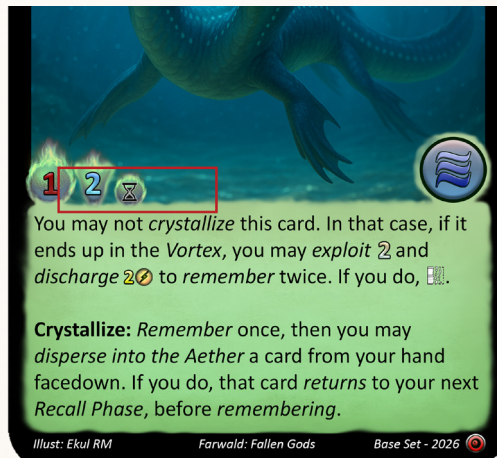 1 2
You may not crystallize this card. In that case, if it
ends up in the Vortex, you may exploit 2 and
discharge 2 to remember twice. If you do, .
Crystallize: Remember once, then you may
disperse into the Aether a card from your hand
facedown. If you do, that card returns to your next
Recall Phase, before remembering.
Illust: Ekul RM Farwald: Fallen Gods Base Set - 2026